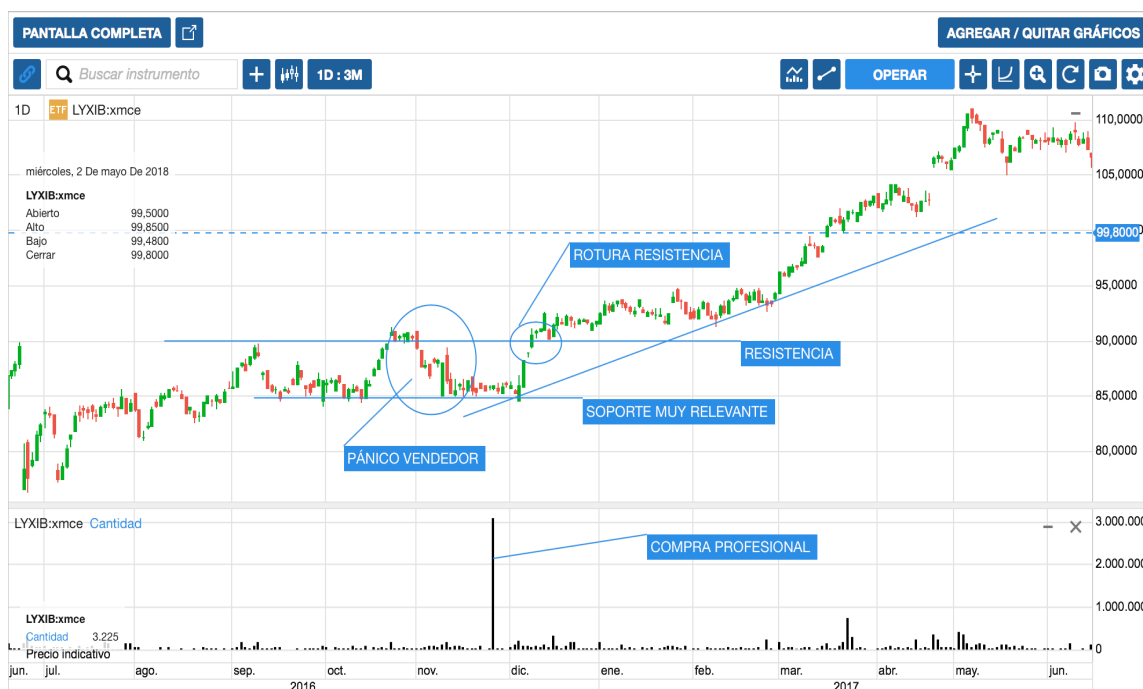 PANTALLA COMPLETA
AGREGAR / QUITAR GRÁFICOS
Buscar instrumento
1D : 3M
OPERAR
1D ETF LYXIB:xmce
miércoles, 2 De mayo De 2018
LYXIB:xmce
Abierto 99,5000
Alto 99,8500
Bajo 99,4800
Cerrar 99,8000
110,0000
105,0000
99,8000
95,0000
90,0000
85,0000
80,0000
ROTURA RESISTENCIA
RESISTENCIA
SOPORTE MUY RELEVANTE
PÁNICO VENDEDOR
LYXIB:xmce Cantidad
COMPRA PROFESIONAL
3.000.000
2.000.000
1.000.000
0
LYXIB:xmce
Cantidad 3.225
Precio indicativo
jun. jul. ago. sep. oct. nov. dic. ene. feb. mar. abr. may. jun.
2016 2017